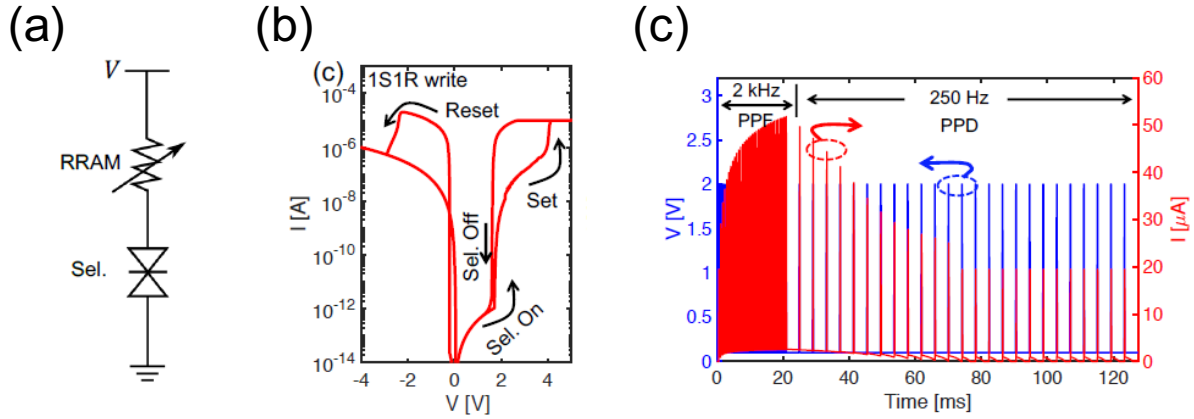 (a)
V
RRAM
Sel.
(b)
(c) 1S1R write
Reset
Set
Sel. Off
Sel. On
I [A]
10-4
10-6
10-8
10-10
10-12
10-14
-4 -2 0 2 4
V [V]
(c)
2 kHz
PPF
250 Hz
PPD
V [V]
3
2.5
2
1.5
1
0.5
0
I [μA]
60
50
40
30
20
10
0
0 20 40 60 80 100 120
Time [ms]